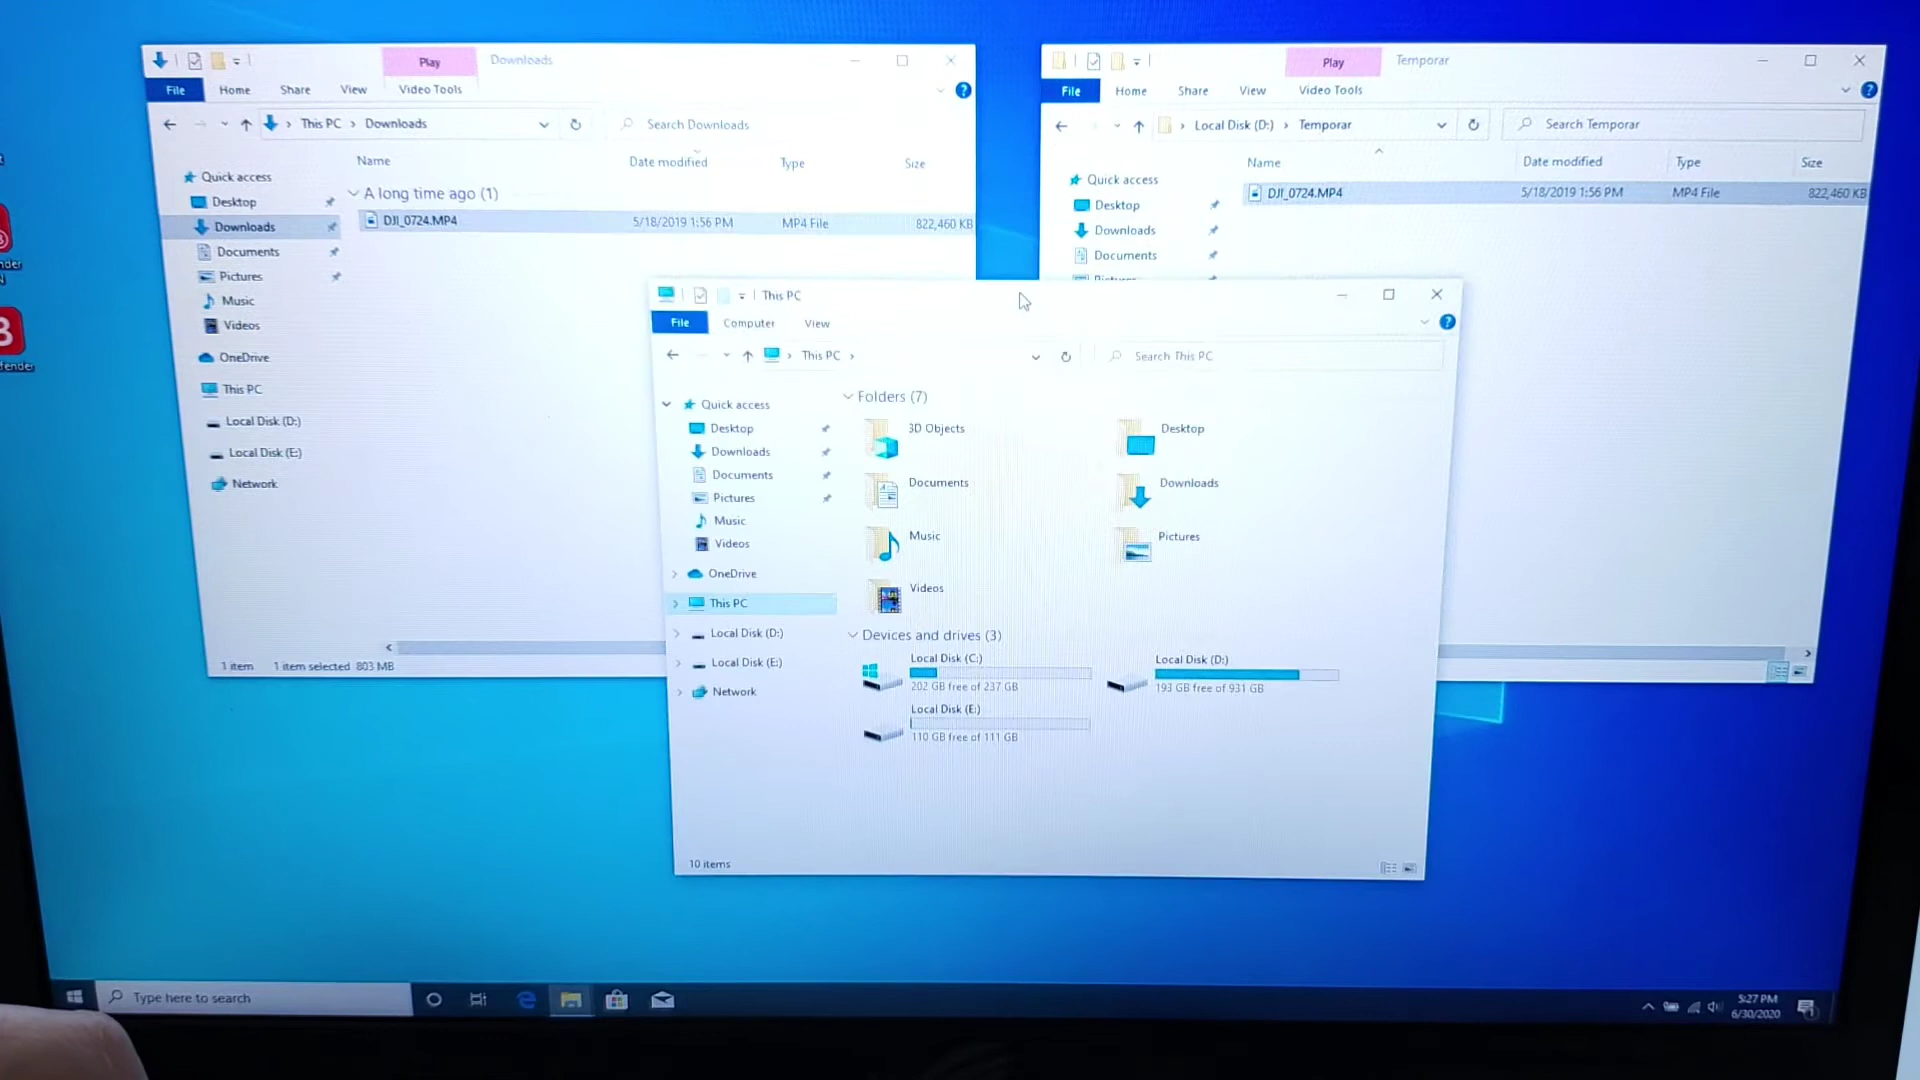 Play
Downloads
File
Home
Share
View
Video Tools
This PC
Downloads
Search Downloads
Name
Date modified
Type
Size
Quick access
Desktop
Downloads
Documents
Pictures
Music
Videos
OneDrive
This PC
Local Disk (D:)
Local Disk (E:)
Network
A long time ago (1)
DJI_0724.MP4
5/18/2019 1:56 PM
MP4 File
822,460 KB
1 item
1 item selected 803 MB
Play
Temporar
File
Home
Share
View
Video Tools
Local Disk (D:)
Temporar
Search Temporar
Name
Date modified
Type
Size
Quick access
Desktop
Downloads
Documents
DJI_0724.MP4
5/18/2019 1:56 PM
MP4 File
822,460 KB
This PC
File
Computer
View
This PC
Search This PC
Quick access
Desktop
Downloads
Documents
Pictures
Music
Videos
OneDrive
This PC
Local Disk (D:)
Local Disk (E:)
Network
Folders (7)
3D Objects
Desktop
Documents
Downloads
Music
Pictures
Videos
Devices and drives (3)
Local Disk (C:)
202 GB free of 237 GB
Local Disk (D:)
193 GB free of 931 GB
Local Disk (E:)
110 GB free of 111 GB
10 items
Type here to search
5:27 PM
6/30/2020